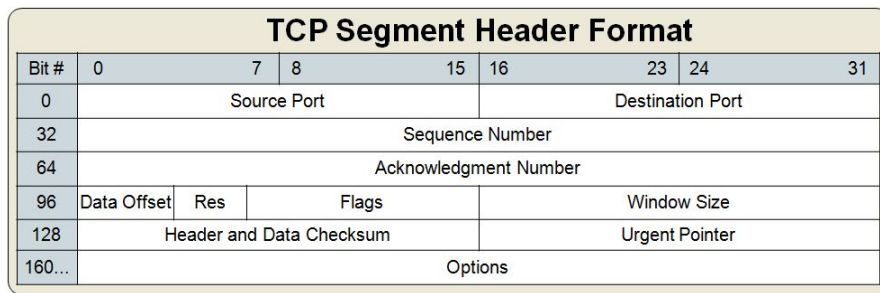 TCP Segment Header Format
Bit # 0 7 8 15 16 23 24 31
0 Source Port Destination Port
32 Sequence Number
64 Acknowledgment Number
96 Data Offset Res Flags Window Size
128 Header and Data Checksum Urgent Pointer
160... Options